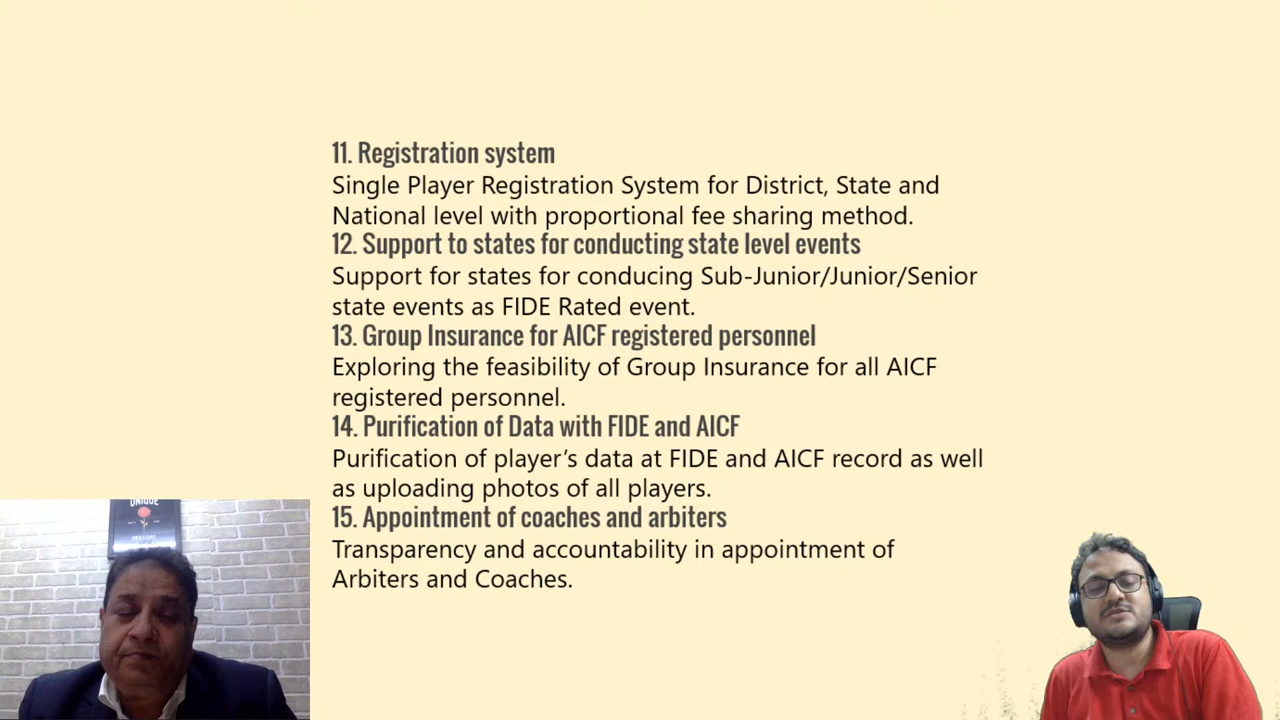 11. Registration system
Single Player Registration System for District, State and
National level with proportional fee sharing method.
12. Support to states for conducting state level events
Support for states for conducing Sub-Junior/Junior/Senior
state events as FIDE Rated event.
13. Group Insurance for AICF registered personnel
Exploring the feasibility of Group Insurance for all AICF
registered personnel.
14. Purification of Data with FIDE and AICF
Purification of player’s data at FIDE and AICF record as well
as uploading photos of all players.
15. Appointment of coaches and arbiters
Transparency and accountability in appointment of
Arbiters and Coaches.
UNIQUE